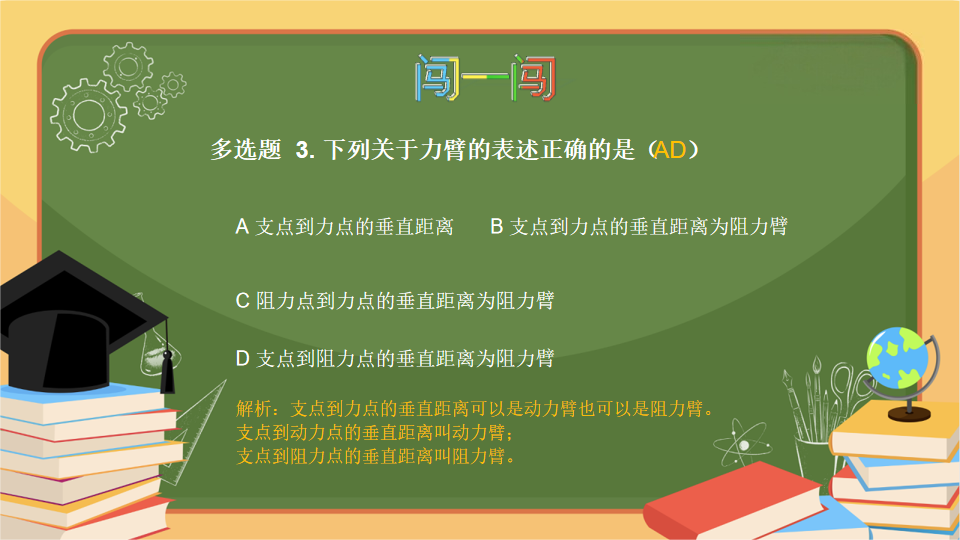 闯一闯
多选题 3. 下列关于力臂的表述正确的是（AD）
A 支点到力点的垂直距离 B 支点到力点的垂直距离为阻力臂
C 阻力点到力点的垂直距离为阻力臂
D 支点到阻力点的垂直距离为阻力臂
解析：支点到力点的垂直距离可以是动力臂也可以是阻力臂。
支点到动力点的垂直距离叫动力臂；
支点到阻力点的垂直距离叫阻力臂。